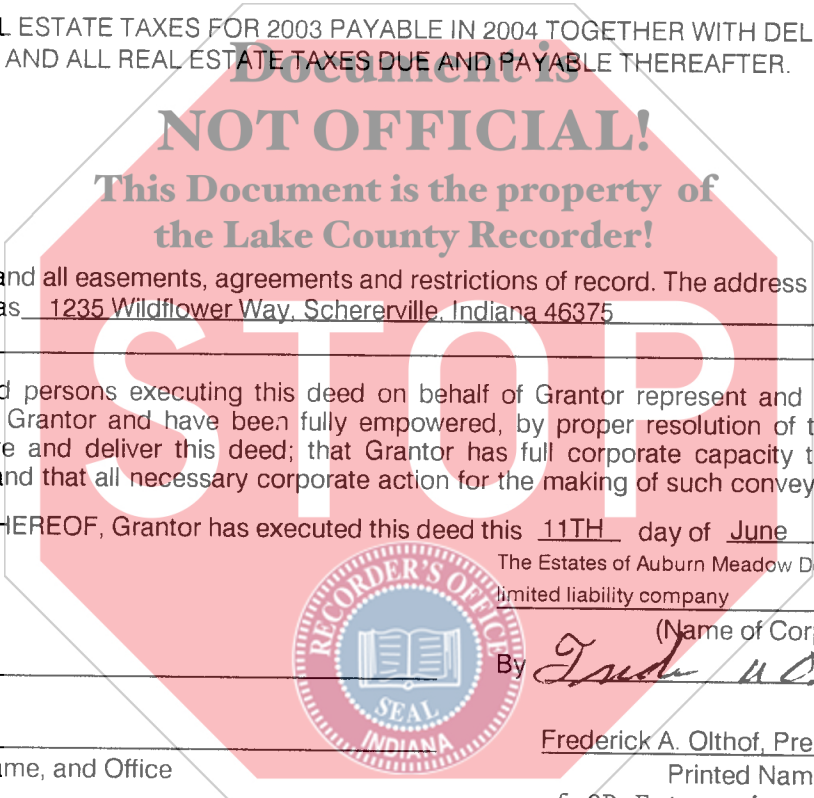 L ESTATE TAXES FOR 2003 PAYABLE IN 2004 TOGETHER WITH DEL
AND ALL REAL ESTATE TAXES DUE AND PAYABLE THEREAFTER.
Document is
NOT OFFICIAL!
This Document is the property of
the Lake County Recorder!
and all easements, agreements and restrictions of record. The address
as 1235 Wildflower Way, Schererville, Indiana 46375
STOP
d persons executing this deed on behalf of Grantor represent and
Grantor and have been fully empowered, by proper resolution of t
e and deliver this deed; that Grantor has full corporate capacity t
and that all necessary corporate action for the making of such convey
HEREOF, Grantor has executed this deed this 11TH day of June
The Estates of Auburn Meadow D
limited liability company
(Name of Corp
By
RECORDER'S OFFICE
SEAL
INDIANA
Frederick A. Olthof, Pre
ame, and Office
Printed Nam